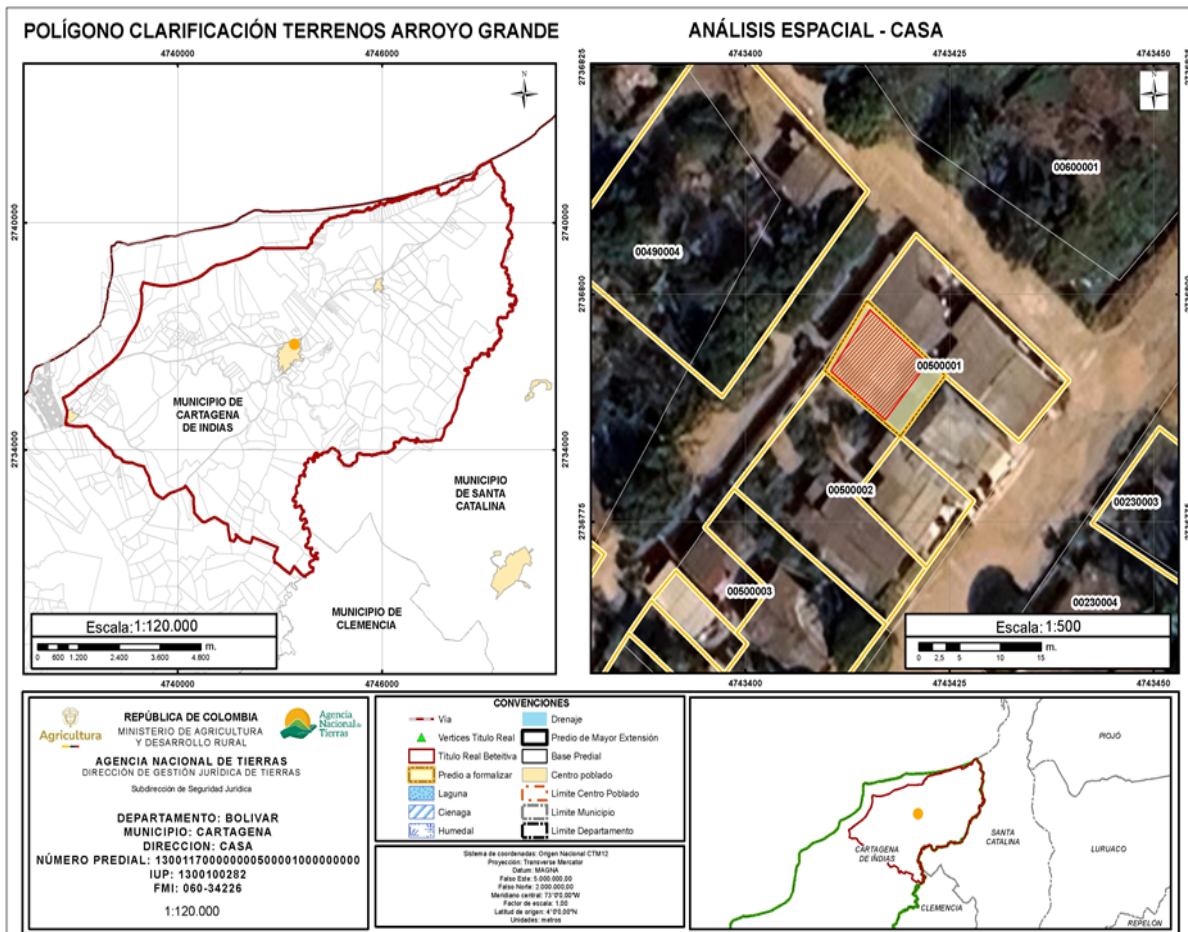 POLÍGONO CLARIFICACIÓN TERRENOS ARROYO GRANDE
4740000 4746000
N
2740000
2734000
MUNICIPIO DE
CARTAGENA
DE INDIAS
MUNICIPIO
DE SANTA
CATALINA
MUNICIPIO DE
CLEMENCIA
Escala:1:120.000
0 600 1.200 2.400 3.600 4.800 m.
2740000
2734000
4740000 4746000
ANÁLISIS ESPACIAL - CASA
4743400 4743425 4743450
2736825
2736800
2736775
N
00600001
00490004
00500001
00500002
00230003
00500003
00230004
Escala:1:500
0 2,5 5 10 15 m.
2736825
2736800
2736775
4743400 4743425 4743450
Agricultura
REPÚBLICA DE COLOMBIA
MINISTERIO DE AGRICULTURA
Y DESARROLLO RURAL
Agencia
Nacional de
Tierras
AGENCIA NACIONAL DE TIERRAS
DIRECCIÓN DE GESTIÓN JURÍDICA DE TIERRAS
Subdirección de Seguridad Jurídica
DEPARTAMENTO: BOLIVAR
MUNICIPIO: CARTAGENA
DIRECCION: CASA
IUP: 1300100282
FMI: 060-34226
1:120.000
CONVENCIONES
Vía
Vertices Titulo Real
Titulo Real Beteitiva
Predio a formalizar
Laguna
Cienaga
Humedal
Drenaje
Predio de Mayor Extensión
Base Predial
Centro poblado
Límite Centro Poblado
Límite Municipio
Límite Departamento
Sistema de coordenadas: Origen Nacional CTM12
Proyección: Transverse Mercator
Datum: MAGNA
Falso Este: 5.000.000,00
Falso Norte: 2.000.000,00
Meridiano central: 73°0'0,00"W
Factor de escala: 1,00
Latitud de origen: 4°0'0,00"N
Unidades: metros
PIOJÓ
SANTA
CATALINA
LURUACO
CARTAGENA
DE INDIAS
CLEMENCIA
REPELÓN